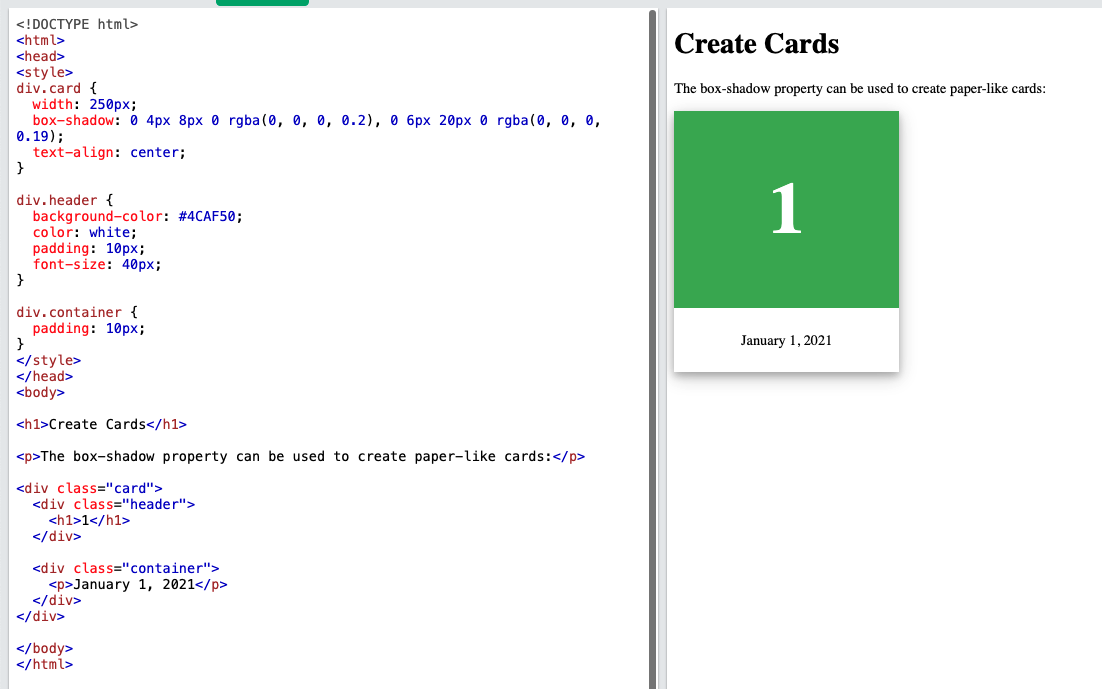 <!DOCTYPE html>
<html>
<head>
<style>
div.card {
  width: 250px;
  box-shadow: 0 4px 8px 0 rgba(0, 0, 0, 0.2), 0 6px 20px 0 rgba(0, 0, 0,
0.19);
  text-align: center;
}

div.header {
  background-color: #4CAF50;
  color: white;
  padding: 10px;
  font-size: 40px;
}

div.container {
  padding: 10px;
}
</style>
</head>
<body>

<h1>Create Cards</h1>

<p>The box-shadow property can be used to create paper-like cards:</p>

<div class="card">
  <div class="header">
    <h1>1</h1>
  </div>

  <div class="container">
    <p>January 1, 2021</p>
  </div>
</div>

</body>
</html>
Create Cards
The box-shadow property can be used to create paper-like cards:
1
January 1, 2021